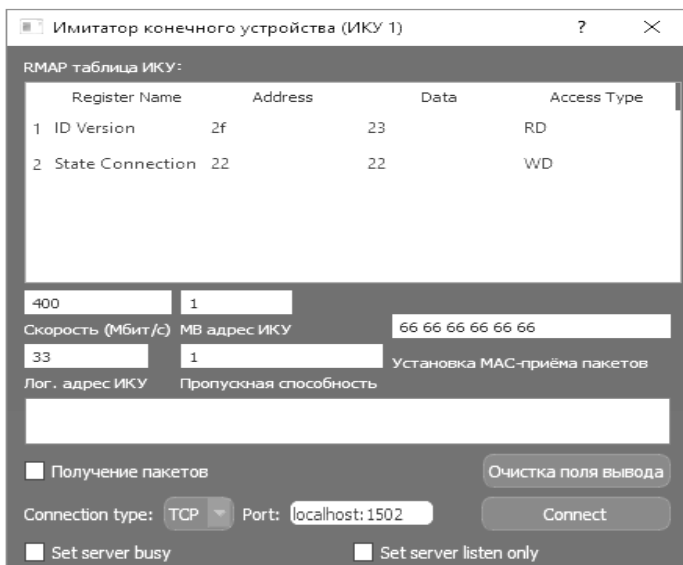 Имитатор конечного устройства (ИКУ 1) ? ×
RMAP таблица ИКУ:
Register Name Address Data Access Type
1 ID Version 2f 23 RD
2 State Connection 22 22 WD
400 1
Скорость (Мбит/с) МВ адрес ИКУ 66 66 66 66 66 66
33 1 Установка МАС-приёма пакетов
Лог. адрес ИКУ Пропускная способность
Получение пакетов Очистка поля вывода
Connection type: TCP Port: localhost:1502 Connect
Set server busy Set server listen only